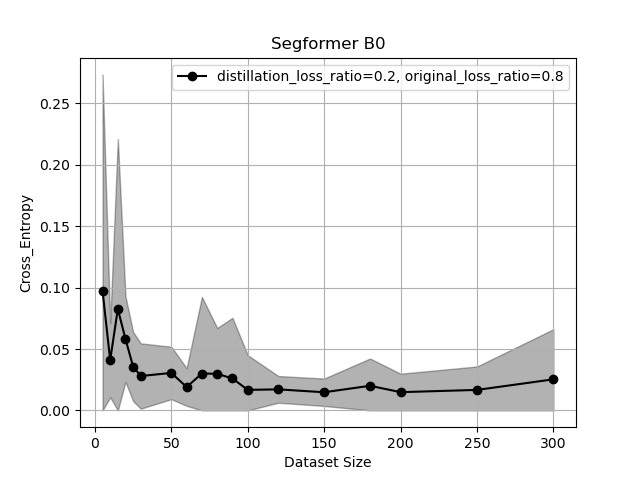 Segformer B0
distillation_loss_ratio=0.2, original_loss_ratio=0.8
0.25
0.20
0.15
0.10
0.05
0.00
Cross_Entropy
0 50 100 150 200 250 300
Dataset Size